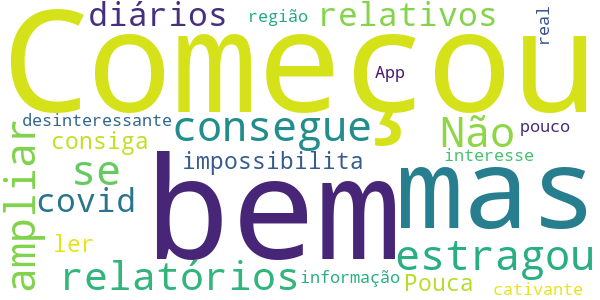 diários
região
relativos
real
Começou
App
desinteressante
consiga
consegue
Não
pouco
interesse
ampliar
se
impossibilita
covid
bem
mas
ler
relatórios
informação
estragou
Pouca
cativante